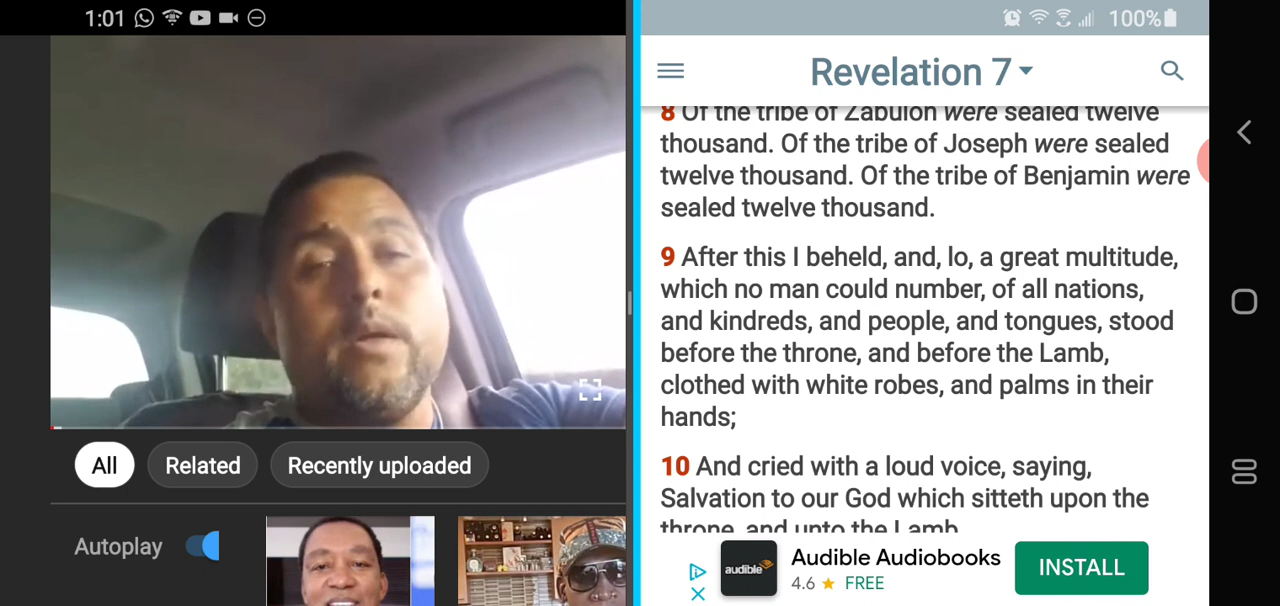 1:01
100%
Revelation 7
8 Of the tribe of Zabulon were sealed twelve
thousand. Of the tribe of Joseph were sealed
twelve thousand. Of the tribe of Benjamin were
sealed twelve thousand.
9 After this I beheld, and, lo, a great multitude,
which no man could number, of all nations,
and kindreds, and people, and tongues, stood
before the throne, and before the Lamb,
clothed with white robes, and palms in their
hands;
10 And cried with a loud voice, saying,
Salvation to our God which sitteth upon the
throne, and unto the Lamb.
All
Related
Recently uploaded
Autoplay
audible
Audible Audiobooks
4.6 ★ FREE
INSTALL